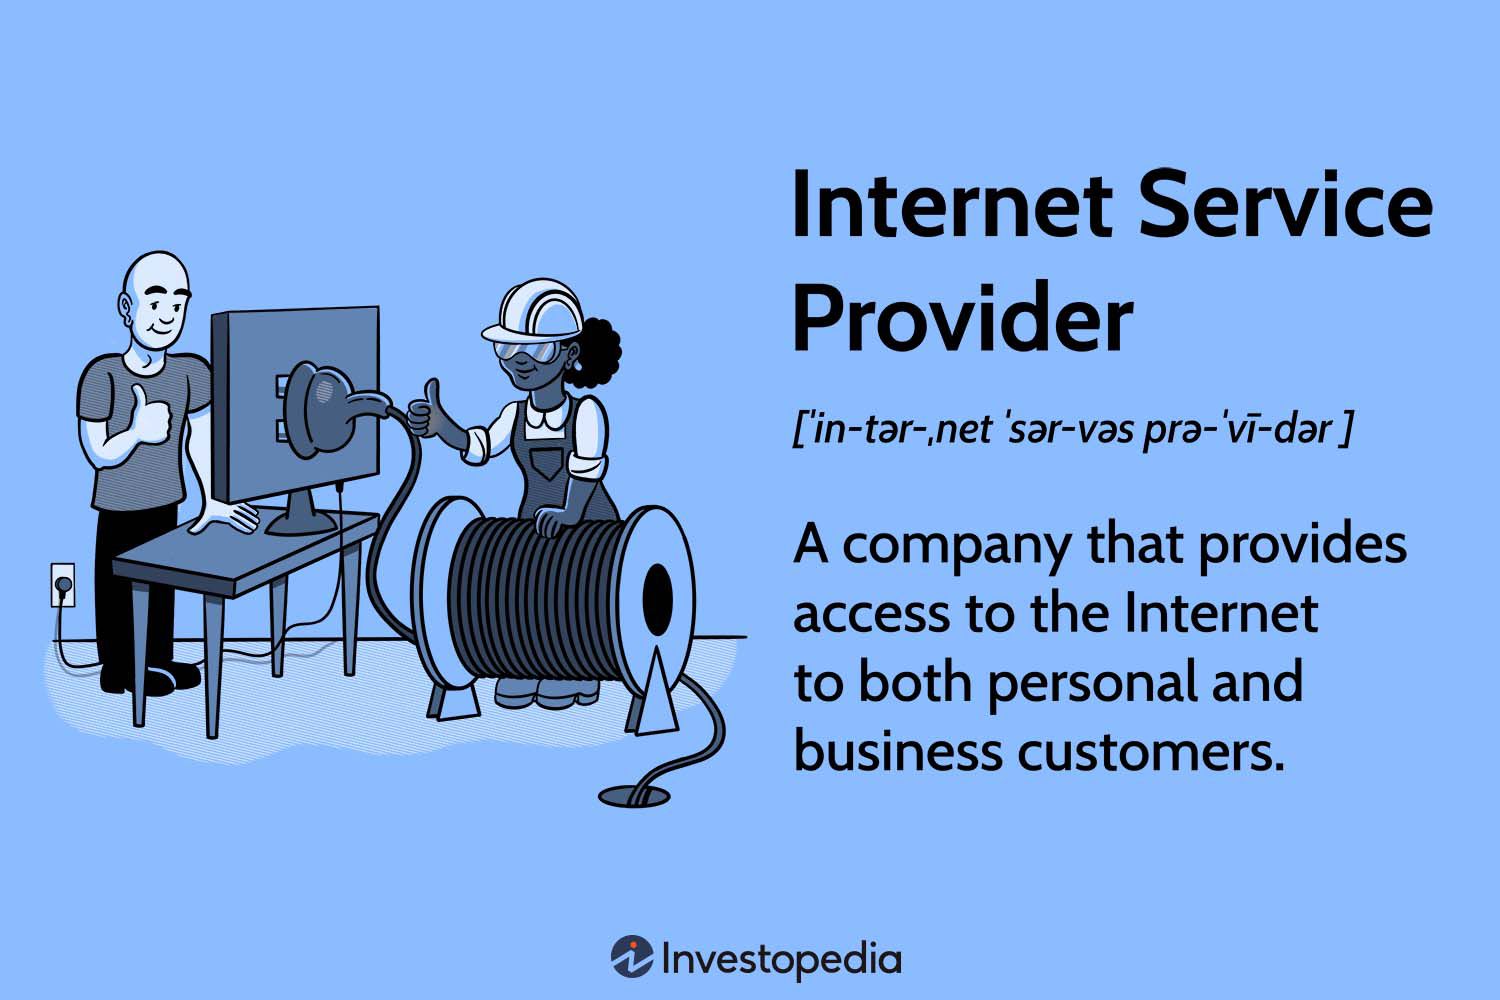 Internet Service
Provider
[ˈin-tər-ˌnet ˈsər-vəs prə-ˈvī-dər ]
A company that provides
access to the Internet
to both personal and
business customers.
Investopedia